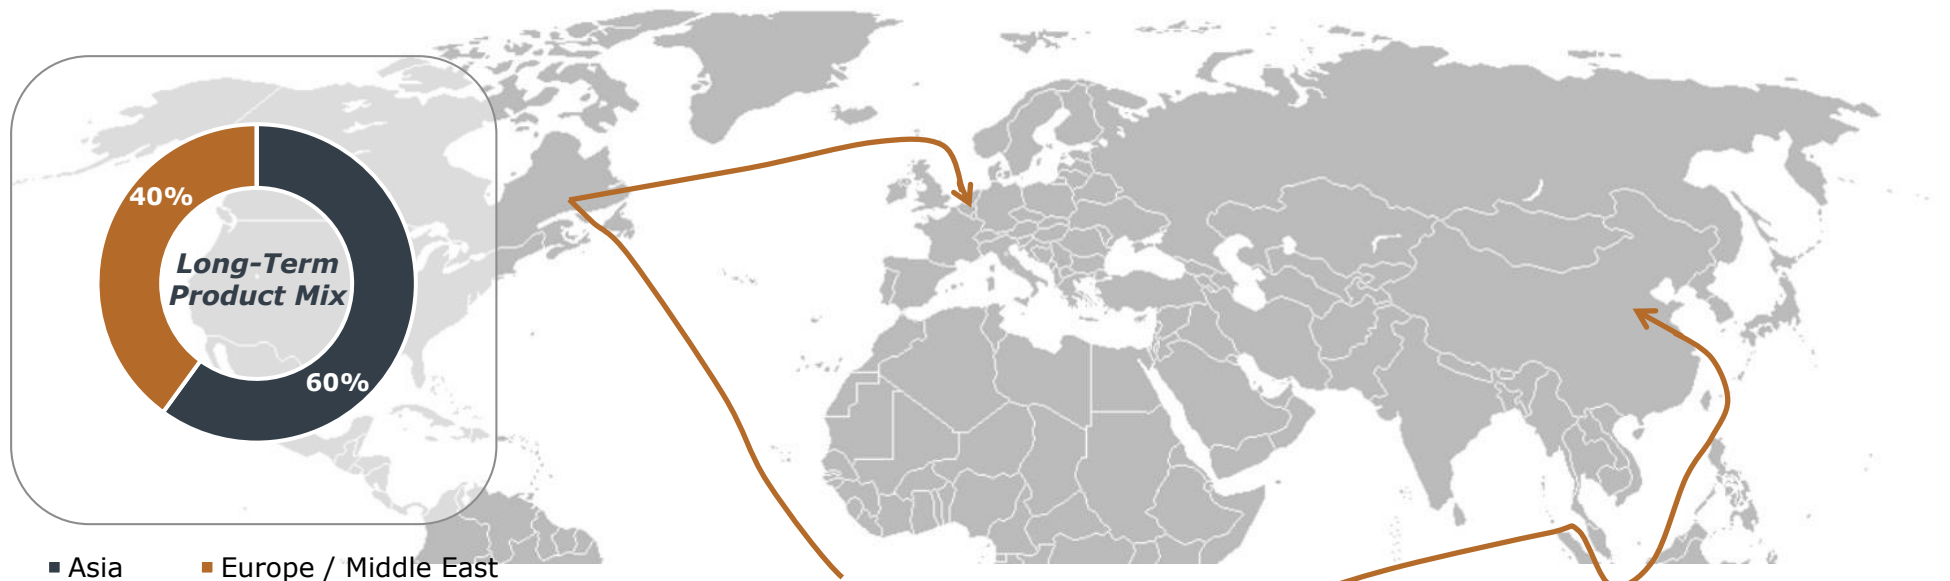 40%
Long-Term
Product Mix
60%
Asia
Europe / Middle East